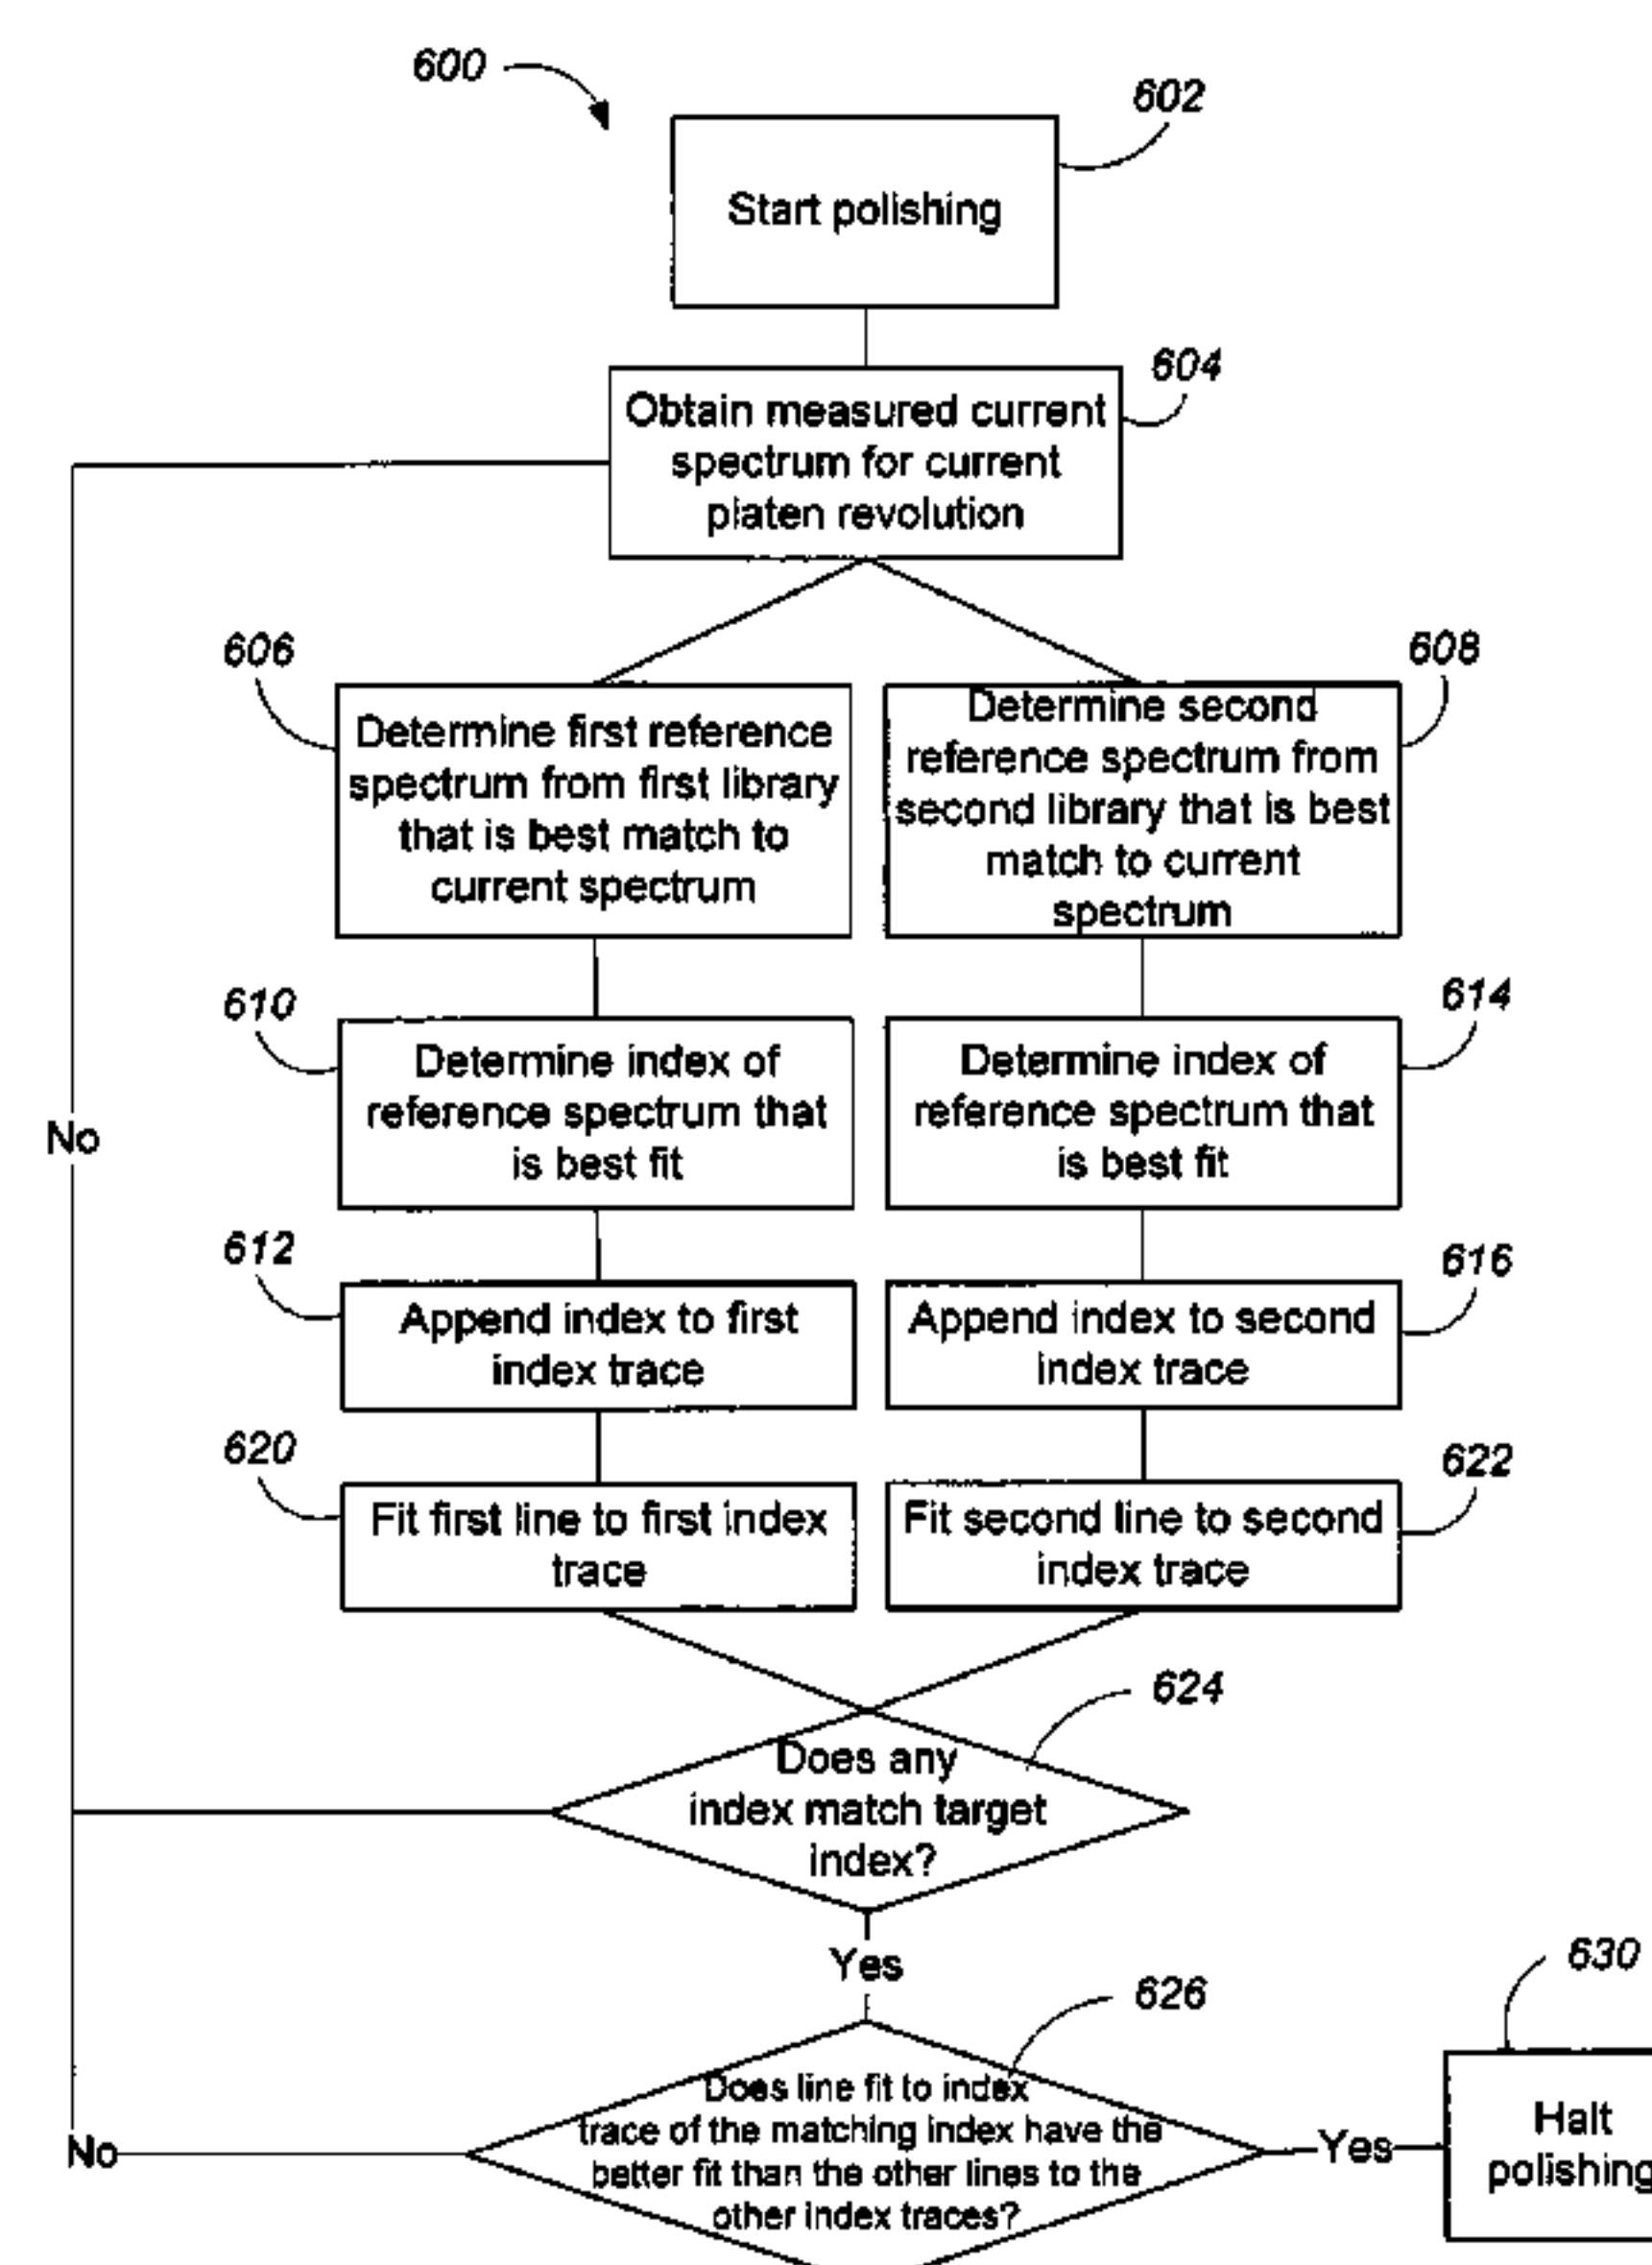 600
602
Start polishing
604
Obtain measured current
spectrum for current
platen revolution
606
Determine first reference
spectrum from first library
that is best match to
current spectrum
608
Determine second
reference spectrum from
second library that is best
match to current
spectrum
610
Determine index of
reference spectrum that
is best fit
614
Determine index of
reference spectrum that
is best fit
No
612
Append index to first
index trace
616
Append index to second
index trace
620
Fit first line to first index
trace
622
Fit second line to second
index trace
624
Does any
index match target
index?
Yes
626
Does line fit to index
trace of the matching index have the
better fit than the other lines to the
other index traces?
No
Yes
630
Halt
polishing